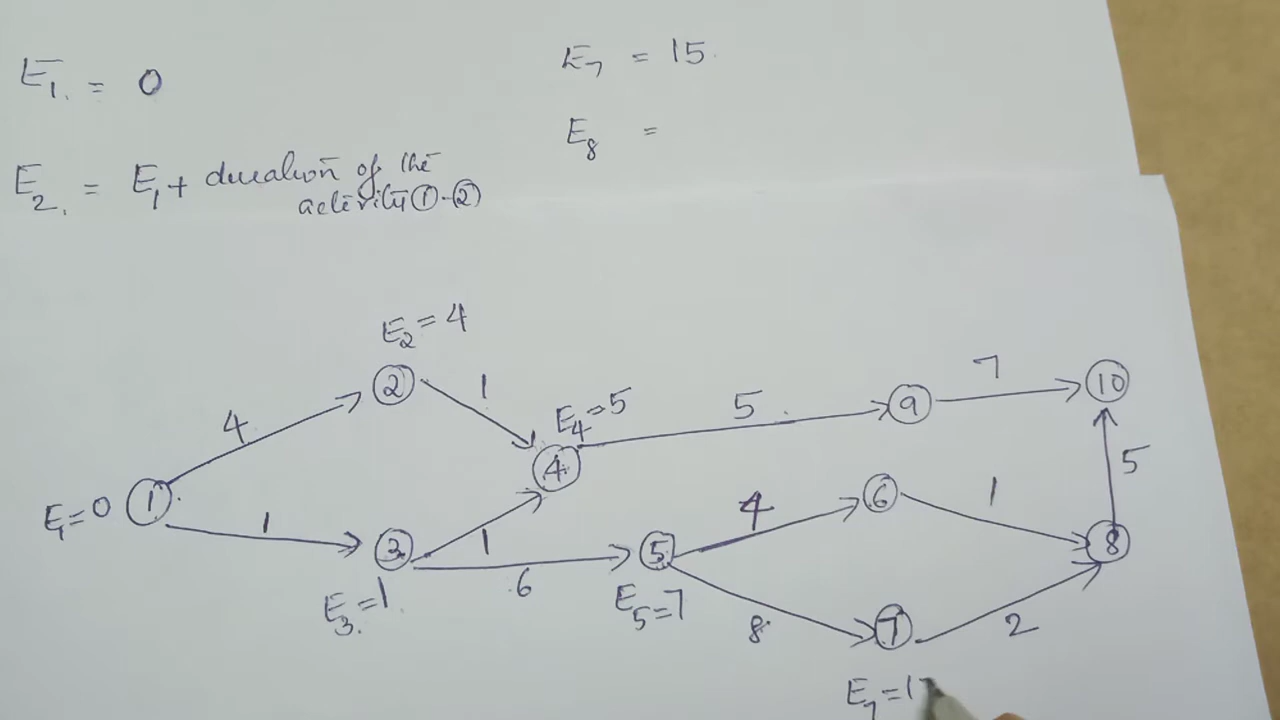 E1. = 0
E2. = E1 + duration of the
activity ①-②
E7 = 15.
E8 =
E2 = 4
②
1
E4=5
4
5
⑨
7
⑩
④
E1=0
①
1
③
1
6
E3.=1.
⑤
E5=7
4
⑥
1
5
⑧
8
⑦
2
E7=1